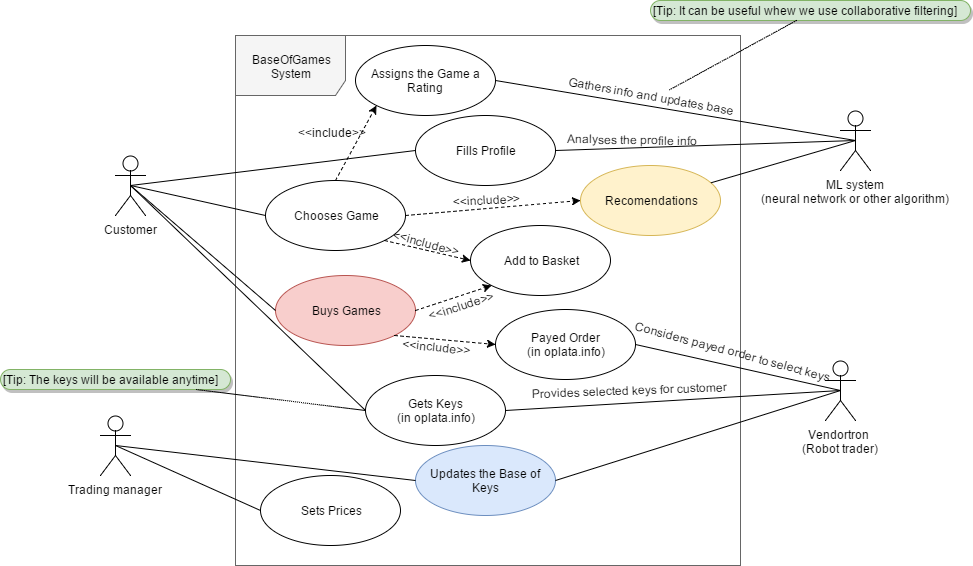 [Tip: It can be useful whew we use collaborative filtering]
BaseOfGames
System
Assigns the Game a
Rating
Gathers info and updates base
<<include>>
Fills Profile
Analyses the profile info
ML system
(neural network or other algorithm)
Customer
Chooses Game
<<include>>
Recomendations
<<include>>
Add to Basket
Buys Games
<<include>>
<<include>>
Payed Order
(in oplata.info)
Considers payed order to select keys
[Tip: The keys will be available anytime]
Gets Keys
(in oplata.info)
Provides selected keys for customer
Vendortron
(Robot trader)
Trading manager
Updates the Base of
Keys
Sets Prices